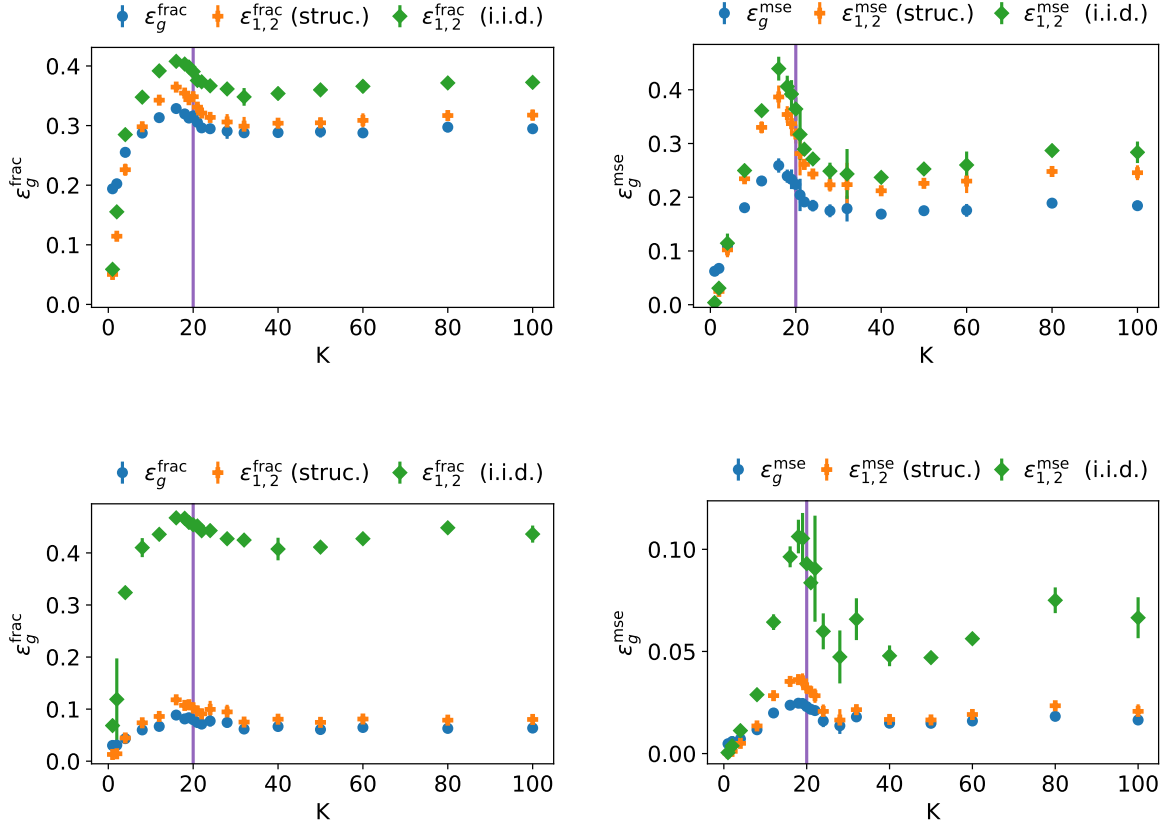 ε_g^frac ε_{1,2}^frac (struc.) ε_{1,2}^frac (i.i.d.)
ε_g^frac
0.4
0.3
0.2
0.1
0.0
0 20 40 60 80 100
K
ε_g^mse ε_{1,2}^mse (struc.) ε_{1,2}^mse (i.i.d.)
ε_g^mse
0.4
0.3
0.2
0.1
0.0
0 20 40 60 80 100
K
ε_g^frac ε_{1,2}^frac (struc.) ε_{1,2}^frac (i.i.d.)
ε_g^frac
0.4
0.3
0.2
0.1
0.0
0 20 40 60 80 100
K
ε_g^mse ε_{1,2}^mse (struc.) ε_{1,2}^mse (i.i.d.)
ε_g^mse
0.10
0.05
0.00
0 20 40 60 80 100
K